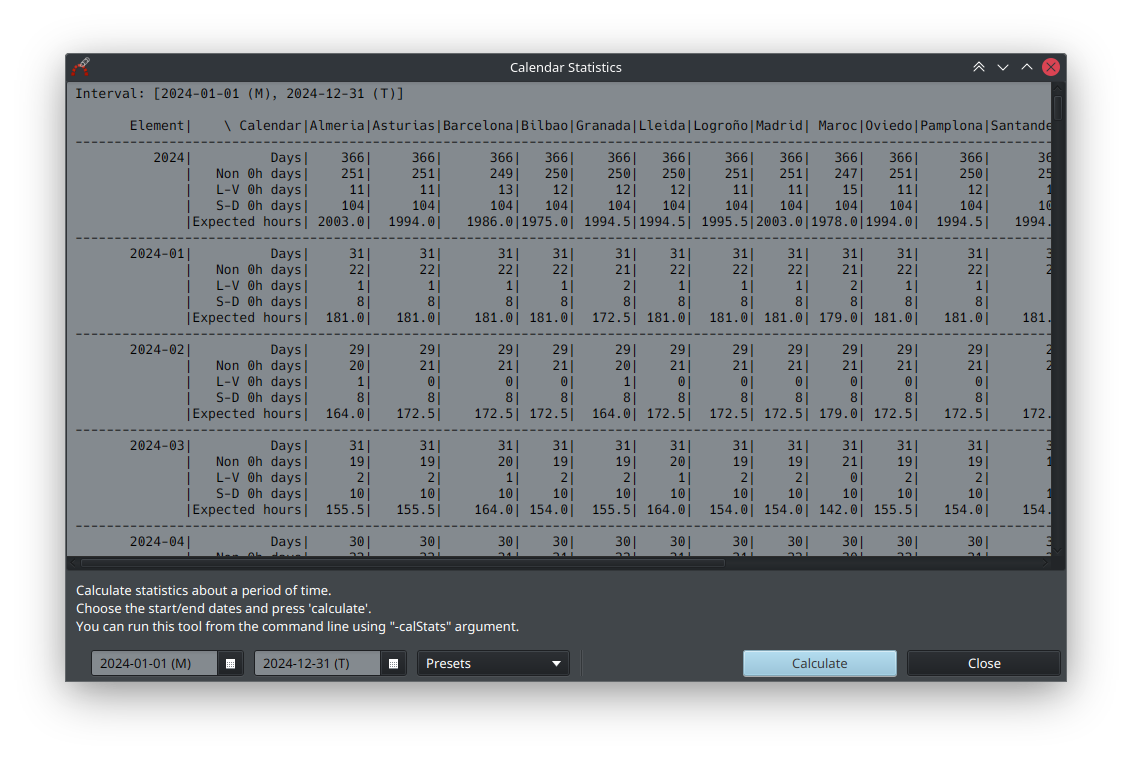 Calendar Statistics
Interval: [2024-01-01 (M), 2024-12-31 (T)]
Element| \ Calendar|Almeria|Asturias|Barcelona|Bilbao|Granada|Lleida|Logroño|Madrid| Maroc|Oviedo|Pamplona|Santande
2024| Days| 366| 366| 366| 366| 366| 366| 366| 366| 366| 366| 366| 36
| Non 0h days| 251| 251| 249| 250| 250| 250| 251| 251| 247| 251| 250| 25
| L-V 0h days| 11| 11| 13| 12| 12| 12| 11| 11| 15| 11| 12| 1
| S-D 0h days| 104| 104| 104| 104| 104| 104| 104| 104| 104| 104| 104| 10
|Expected hours| 2003.0| 1994.0| 1986.0|1975.0| 1994.5|1994.5| 1995.5|2003.0|1978.0|1994.0| 1994.5| 1994.
2024-01| Days| 31| 31| 31| 31| 31| 31| 31| 31| 31| 31| 31| 3
| Non 0h days| 22| 22| 22| 22| 21| 22| 22| 22| 21| 22| 22| 2
| L-V 0h days| 1| 1| 1| 1| 2| 1| 1| 1| 2| 1| 1|
| S-D 0h days| 8| 8| 8| 8| 8| 8| 8| 8| 8| 8| 8|
|Expected hours| 181.0| 181.0| 181.0| 181.0| 172.5| 181.0| 181.0| 181.0| 179.0| 181.0| 181.0| 181.
2024-02| Days| 29| 29| 29| 29| 29| 29| 29| 29| 29| 29| 29| 2
| Non 0h days| 20| 21| 21| 21| 20| 21| 21| 21| 21| 21| 21| 2
| L-V 0h days| 1| 0| 0| 0| 1| 0| 0| 0| 0| 0| 0|
| S-D 0h days| 8| 8| 8| 8| 8| 8| 8| 8| 8| 8| 8|
|Expected hours| 164.0| 172.5| 172.5| 172.5| 164.0| 172.5| 172.5| 172.5| 179.0| 172.5| 172.5| 172.
2024-03| Days| 31| 31| 31| 31| 31| 31| 31| 31| 31| 31| 31| 3
| Non 0h days| 19| 19| 20| 19| 19| 20| 19| 19| 21| 19| 19| 1
| L-V 0h days| 2| 2| 1| 2| 2| 1| 2| 2| 0| 2| 2|
| S-D 0h days| 10| 10| 10| 10| 10| 10| 10| 10| 10| 10| 10| 1
|Expected hours| 155.5| 155.5| 164.0| 154.0| 155.5| 164.0| 154.0| 154.0| 142.0| 155.5| 154.0| 154.
2024-04| Days| 30| 30| 30| 30| 30| 30| 30| 30| 30| 30| 30| 3
Calculate statistics about a period of time.
Choose the start/end dates and press 'calculate'.
You can run this tool from the command line using "-calStats" argument.
2024-01-01 (M) 2024-12-31 (T) Presets Calculate Close